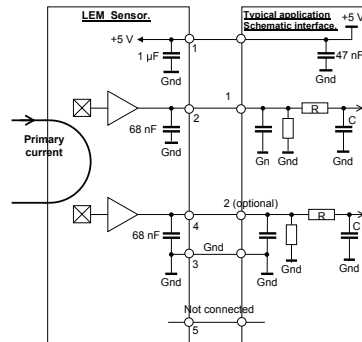 LEM Sensor.
Typical application
Schematic interface.
+5 V
+5 V
1 µF
1
47 nF
Gnd
Gnd
1
R
Primary
current
68 nF
2
C
Gnd
Gn
Gnd
Gnd
2 (optional)
R
68 nF
4
C
Gnd
3
Gnd
Gnd
Gnd
Gnd
Not connected
5